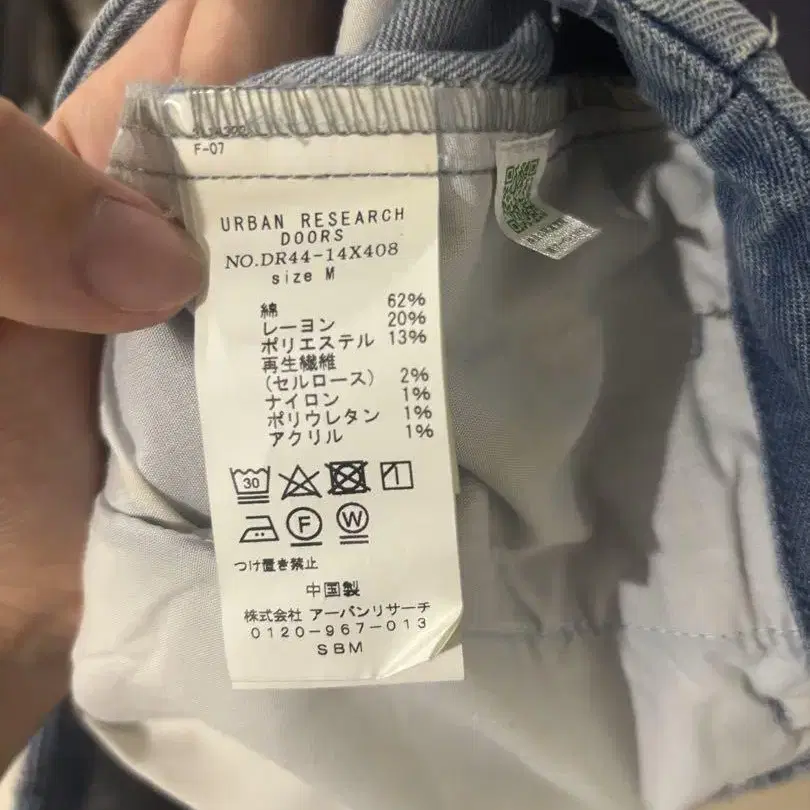 F-07
URBAN RESEARCH
DOORS
NO.DR44-14X408
size M
綿 62%
レーヨン 20%
ポリエステル 13%
再生繊維
(セルロース) 2%
ナイロン 1%
ポリウレタン 1%
アクリル 1%
30
F W
つけ置き禁止
中国製
株式会社 アーバンリサーチ
0120-967-013
SBM